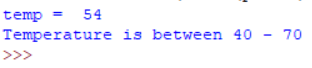 temp =  54
Temperature is between 40 - 70
>>>